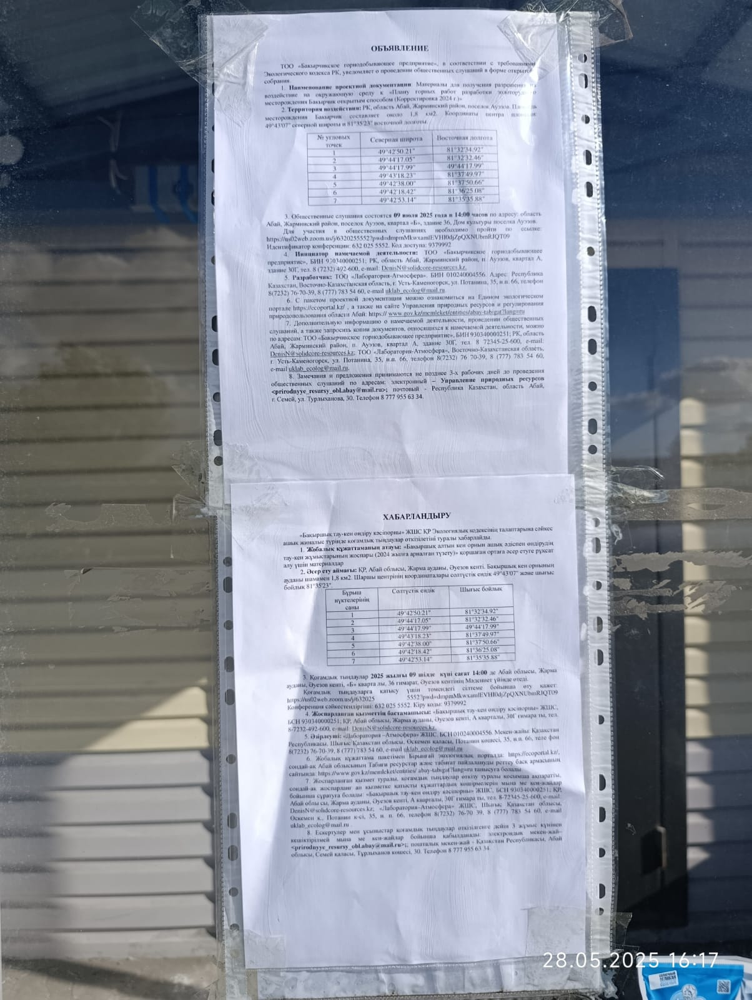 ОБЪЯВЛЕНИЕ
ТОО «Бакырчикское горнодобывающее предприятие», в соответствии с требованиями
Экологического кодекса РК, уведомляет о проведении общественных слушаний в форме открытого
собрания.
1. Наименование проектной документации: Материалы для получения разрешения на
воздействие на окружающую среду к «Плану горных работ разработки золоторудного
месторождения Бакырчик открытым способом (Корректировка 2024 г.)»
2. Территория воздействия: РК, область Абай, Жарминский район, поселок Ауэзов. Площадь
месторождения Бакырчик составляет около 1,8 км2. Координаты центра площади:
49°43'07" северной широты и 81°35'23" восточной долготы.
№ угловых точек Северная широта Восточная долгота
1 49°42'50.21" 81°32'34.92"
2 49°44'17.05" 81°32'32.46"
3 49°44'17.99" 49°44'17.99"
4 49°43'18.23" 81°37'49.97"
5 49°42'38.00" 81°37'50.66"
6 49°42'18.42" 81°36'25.08"
7 49°42'53.14" 81°35'35.88"
3. Общественные слушания состоятся 09 июля 2025 года в 14:00 часов по адресу: область
Абай, Жарминский район, поселок Ауэзов, квартал «Б», здание 36, Дом культуры поселка Ауэзов.
Для участия в общественных слушаниях необходимо пройти по ссылке:
https://us02web.zoom.us/j/6320255552?pwd=dmpmMkwxamlEVHl0djZpQXNUbmRJQT09
Идентификатор конференции: 632 025 5552. Код доступа: 9379992
4. Инициатор намечаемой деятельности: ТОО «Бакырчикское горнодобывающее
предприятие», БИН 930340000251; РК, область Абай, Жарминский район, п. Ауэзов, квартал А,
здание 30Г, тел. 8 (7232) 492-600, e-mail: DenisN@solidcore-resources.kz.
5. Разработчик: ТОО «Лаборатория-Атмосфера». БИН 010240004556. Адрес: Республика
Казахстан, Восточно-Казахстанская область, г. Усть-Каменогорск, ул. Потанина, 35, н.п. 66, телефон
8(7232) 76-70-39, 8 (777) 783 54 60, e-mail uklab_ecolog@mail.ru.
6. С пакетом проектной документации можно ознакомиться на Едином экологическом
портале https://ecoportal.kz/ , а также на сайте Управления природных ресурсов и регулирования
природопользования области Абай: https:// www.gov.kz/memleket/entities/abay-tabigat?lang=ru
7. Дополнительную информацию о намечаемой деятельности, проведении общественных
слушаний, а также запросить копии документов, относящихся к намечаемой деятельности, можно
по адресам: ТОО «Бакырчикское горнодобывающее предприятие», БИН 930340000251; РК, область
Абай, Жарминский район, п. Ауэзов, квартал А, здание 30Г, тел. 8 72345-25-600, e-mail:
DenisN@solidcore-resources.kz; ТОО «Лаборатория-Атмосфера», Восточно-Казахстанская область,
г. Усть-Каменогорск, ул. Потанина, 35, н.п. 66, телефон 8(7232) 76 70-39, 8 (777) 783 54 60,
e-mail uklab_ecolog@mail.ru.
8. Замечания и предложения принимаются не позднее 3-х рабочих дней до проведения
общественных слушаний по адресам: электронный – Управление природных ресурсов
<prirodnyye_resursy_obl.abay@mail.ru>; почтовый - Республика Казахстан, область Абай,
г. Семей, ул. Турлыханова, 30. Телефон 8 777 955 63 34.
ХАБАРЛАНДЫРУ
«Бақыршық тау-кен өндіру кәсіпорны» ЖШС ҚР Экологиялық кодексінің талаптарына сәйкес
ашық жиналыс түрінде қоғамдық тыңдаулар өткізілетіні туралы хабарлайды.
1. Жобалық құжаттаманың атауы: «Бақыршық алтын кен орнын ашық әдіспен өндірудің
тау-кен жұмыстарының жоспары (2024 жылға арналған түзету)» қоршаған ортаға әсер етуге рұқсат
алу үшін материалдар
2. Әсер ету аймағы: ҚР, Абай облысы, Жарма ауданы, Әуезов кенті. Бақыршық кен орнының
ауданы шамамен 1,8 км2. Шаршы центрінің координаталары солтүстік ендік 49°43'07" және шығыс
бойлық 81°35'23".
Бұрыш нүктелерінің саны Солтүстік ендік Шығыс бойлық
1 49°42'50.21" 81°32'34.92"
2 49°44'17.05" 81°32'32.46"
3 49°44'17.99" 49°44'17.99"
4 49°43'18.23" 81°37'49.97"
5 49°42'38.00" 81°37'50.66"
6 49°42'18.42" 81°36'25.08"
7 49°42'53.14" 81°35'35.88"
3. Қоғамдық тыңдаулар 2025 жылғы 09 шілде күні сағат 14:00 де Абай облысы, Жарма
ауданы, Әуезов кенті, «Б» кварта лы, 36 ғимарат, Әуезов кентінің Мәдениет үйінде өтеді.
Қоғамдық тыңдауларға қатысу үшін төмендегі сілтеме бойынша өту қажет:
https://us02web.zoom.us/j/632025 5552?pwd=dmpmMkwxamlEVHl0djZpQXNUbmRJQT09
Конференция сәйкестендіргіші: 632 025 5552. Кіру коды: 9379992
4. Жоспарланған қызметтің бастамашысы: «Бақыршық тау-кен өндіру кәсіпорны» ЖШС,
БСН 930340000251; ҚР, Абай облысы, Жарма ауданы, Әуезов кенті, А кварталы, 30Г ғимара ты, тел.
8-7232-492-600, e-mail: DenisN@solidcore-resources.kz.
5. Әзірлеуші: «Лаборатория –Атмосфера» ЖШС. БСН 010240004556. Мекен-жайы: Қазақстан
Республикасы, Шығыс Қазақстан облысы, Өскемен қаласы, Потанин көшесі, 35, н.п. 66, теле фон
8(7232) 76-70-39, 8 (777) 783 54 60, e-mail uklab_ecolog@mail.ru
6. Жобалық құжаттама пакетімен Бірыңғай экологиялық порталда: https://ecoportal.kz/,
сондай-ақ Абай облысының Табиғи ресурстар және табиғат пайдалануды реттеу басқ армасының
сайтында: https://www.gov.kz/memleket/entities/ abay-tabigat?lang=ru танысуға болады.
7. Жоспарланған қызмет туралы, қоғамдық тыңдаулар өткізу туралы қосымша ақпаратты,
сондай-ақ жоспарланг ан қызметке қатысты құжаттардың көшірмелерін мына ме кен-жайлар
бойынша сұратуға болады: «Бақыршық тау-кен өндіру кәсіпорны» ЖШС, БСН 930340000251; ҚР,
Абай облы сы, Жарма ауданы, Әуезов кенті, А кварталы, 30Г ғимара ты, тел. 8-72345-25-600, e-mail:
DenisN@solidcore-resources.kz; «Лаборатория–Атмосфера» ЖШС, Шығыс Қазақстан облысы,
Өскемен қ., Потанин к-сі, 35, н. п. 66, телефон 8(7232) 76-70 39, 8 (777) 783 54 60, e-mail
uklab_ecolog@mail.ru .
8. Ескертулер мен ұсыныстар қоғамдық тыңдаулар өткізілгенге дейін 3 жұмыс күнінен
кешіктірілмей мына ме кен-жайлар бойынша қабылданады: электрондық мекен-жай–
<prirodnyye_resursy_obl.abay@mail.ru>;; пошталық мекен-жай - Қазақстан Республикасы, Абай
облысы, Семей қаласы, Тұрлыханов көшесі, 30. Телефон 8 777 955 63 34.
28.05.2025 16:17
СОЛНЕЧНЫЙ
ВЕЛИКАН